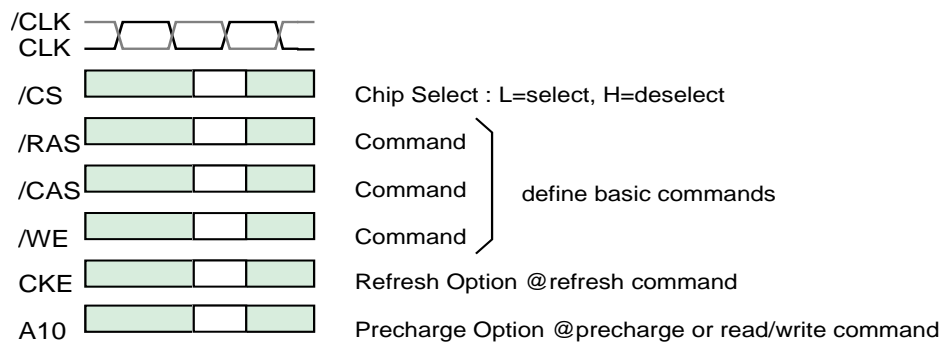 /CLK
CLK
/CS Chip Select : L=select, H=deselect
/RAS Command
/CAS Command define basic commands
/WE Command
CKE Refresh Option @refresh command
A10 Precharge Option @precharge or read/write command